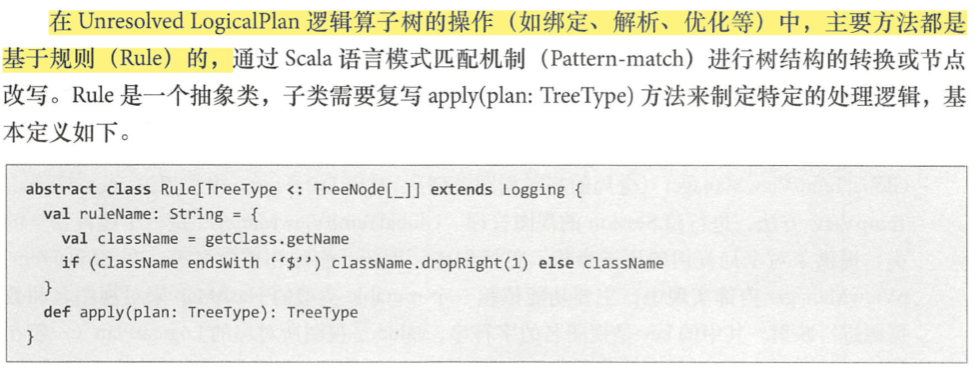 在 Unresolved LogicalPlan 逻辑算子树的操作（如绑定、解析、优化等）中，主要方法都是
基于规则（Rule）的，通过 Scala 语言模式匹配机制（Pattern-match）进行树结构的转换或节点
改写。Rule 是一个抽象类，子类需要复写 apply(plan: TreeType) 方法来制定特定的处理逻辑，基
本定义如下。
abstract class Rule[TreeType <: TreeNode[_]] extends Logging {
val ruleName: String = {
val className = getClass.getName
if (className endsWith ‘‘$’’) className.dropRight(1) else className
}
def apply(plan: TreeType): TreeType
}